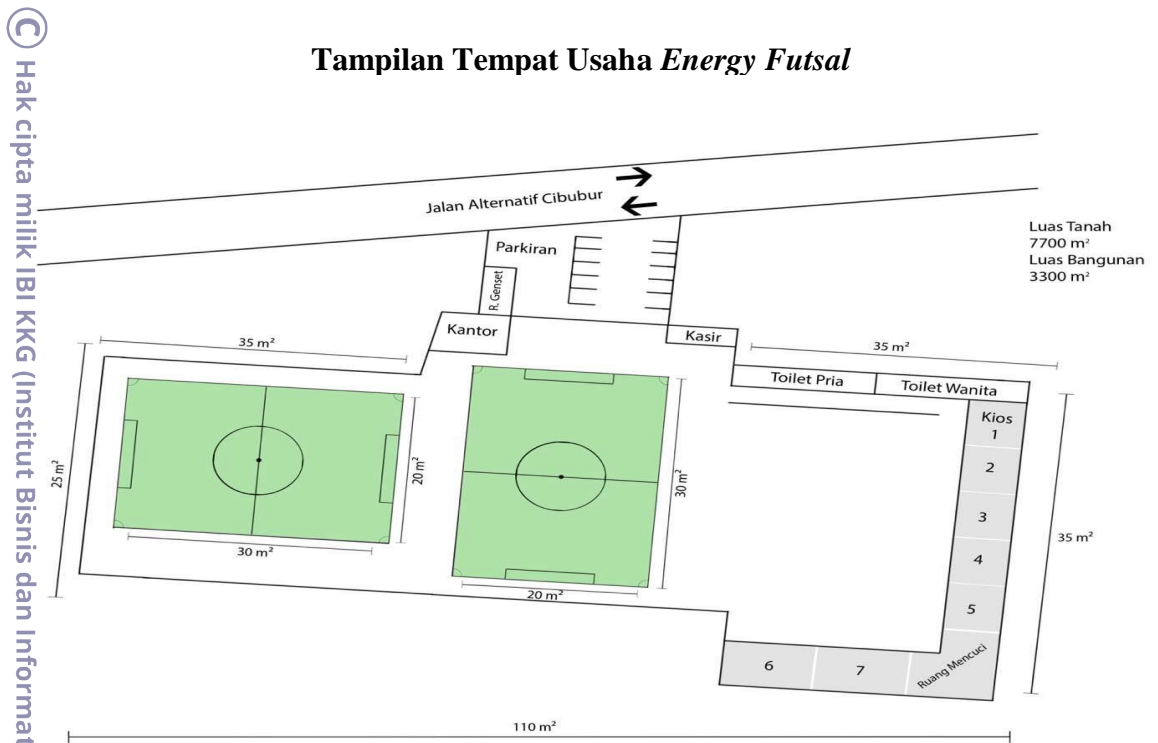 © Hak cipta milik IBI KKG (Institut Bisnis dan Informat
Tampilan Tempat Usaha Energy Futsal
Jalan Alternatif Cibubur
Luas Tanah
7700 m²
Luas Bangunan
3300 m²
Parkiran
R. Genset
Kantor
Kasir
35 m²
35 m²
Toilet Pria
Toilet Wanita
Kios
1
2
3
4
5
6
7
Ruang Mencuci
25 m²
20 m²
30 m²
30 m²
20 m²
35 m²
110 m²